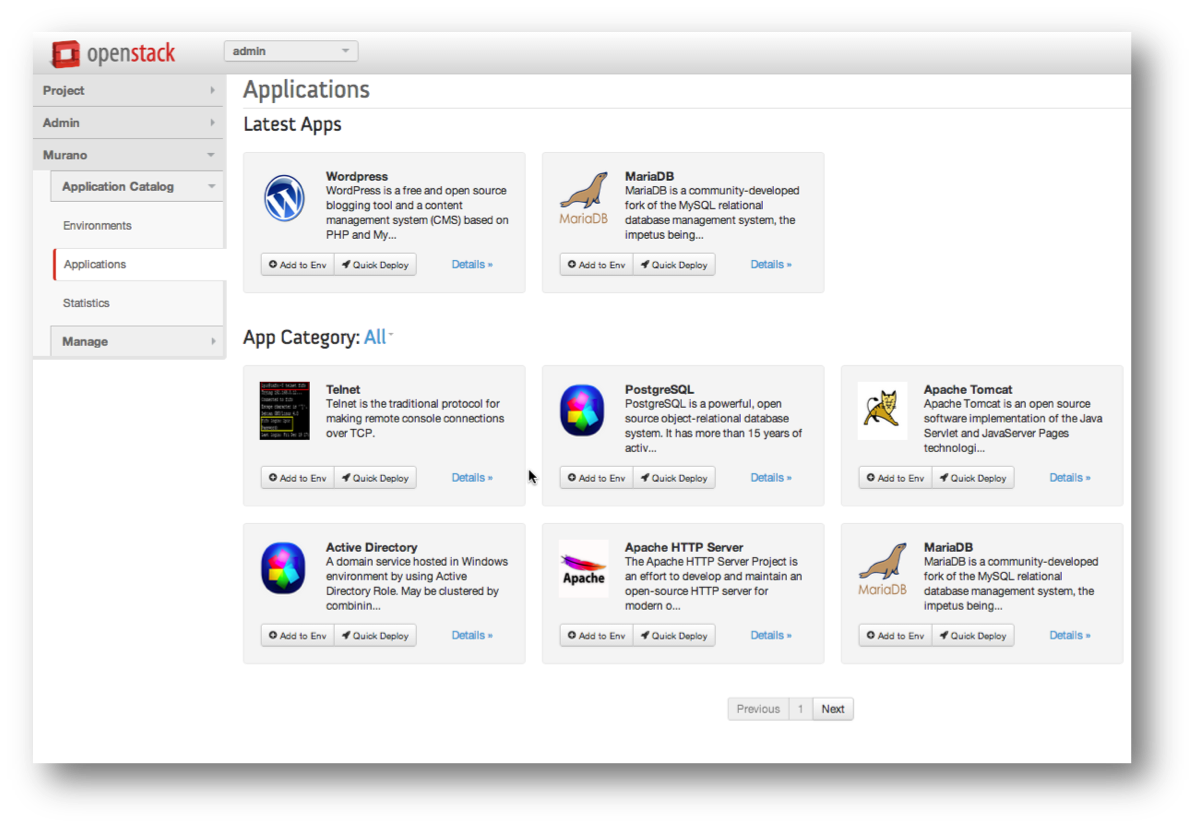 openstack
admin
Project
Admin
Murano
Application Catalog
Environments
Applications
Statistics
Manage
Applications
Latest Apps
Wordpress
WordPress is a free and open source
blogging tool and a content
management system (CMS) based on
PHP and My...
Add to Env
Quick Deploy
Details »
MariaDB
MariaDB
MariaDB is a community-developed
fork of the MySQL relational
database management system, the
impetus being...
Add to Env
Quick Deploy
Details »
App Category: All
Telnet
Telnet is the traditional protocol for
making remote console connections
over TCP.
Add to Env
Quick Deploy
Details »
PostgreSQL
PostgreSQL is a powerful, open
source object-relational database
system. It has more than 15 years of
activ...
Add to Env
Quick Deploy
Details »
Apache Tomcat
Apache Tomcat is an open source
software implementation of the Java
Servlet and JavaServer Pages
technologi...
Add to Env
Quick Deploy
Details »
Active Directory
A domain service hosted in Windows
environment by using Active
Directory Role. May be clustered by
combinin...
Add to Env
Quick Deploy
Details »
Apache
Apache HTTP Server
The Apache HTTP Server Project is
an effort to develop and maintain an
open-source HTTP server for
modern o...
Add to Env
Quick Deploy
Details »
MariaDB
MariaDB
MariaDB is a community-developed
fork of the MySQL relational
database management system, the
impetus being...
Add to Env
Quick Deploy
Details »
Previous
1
Next